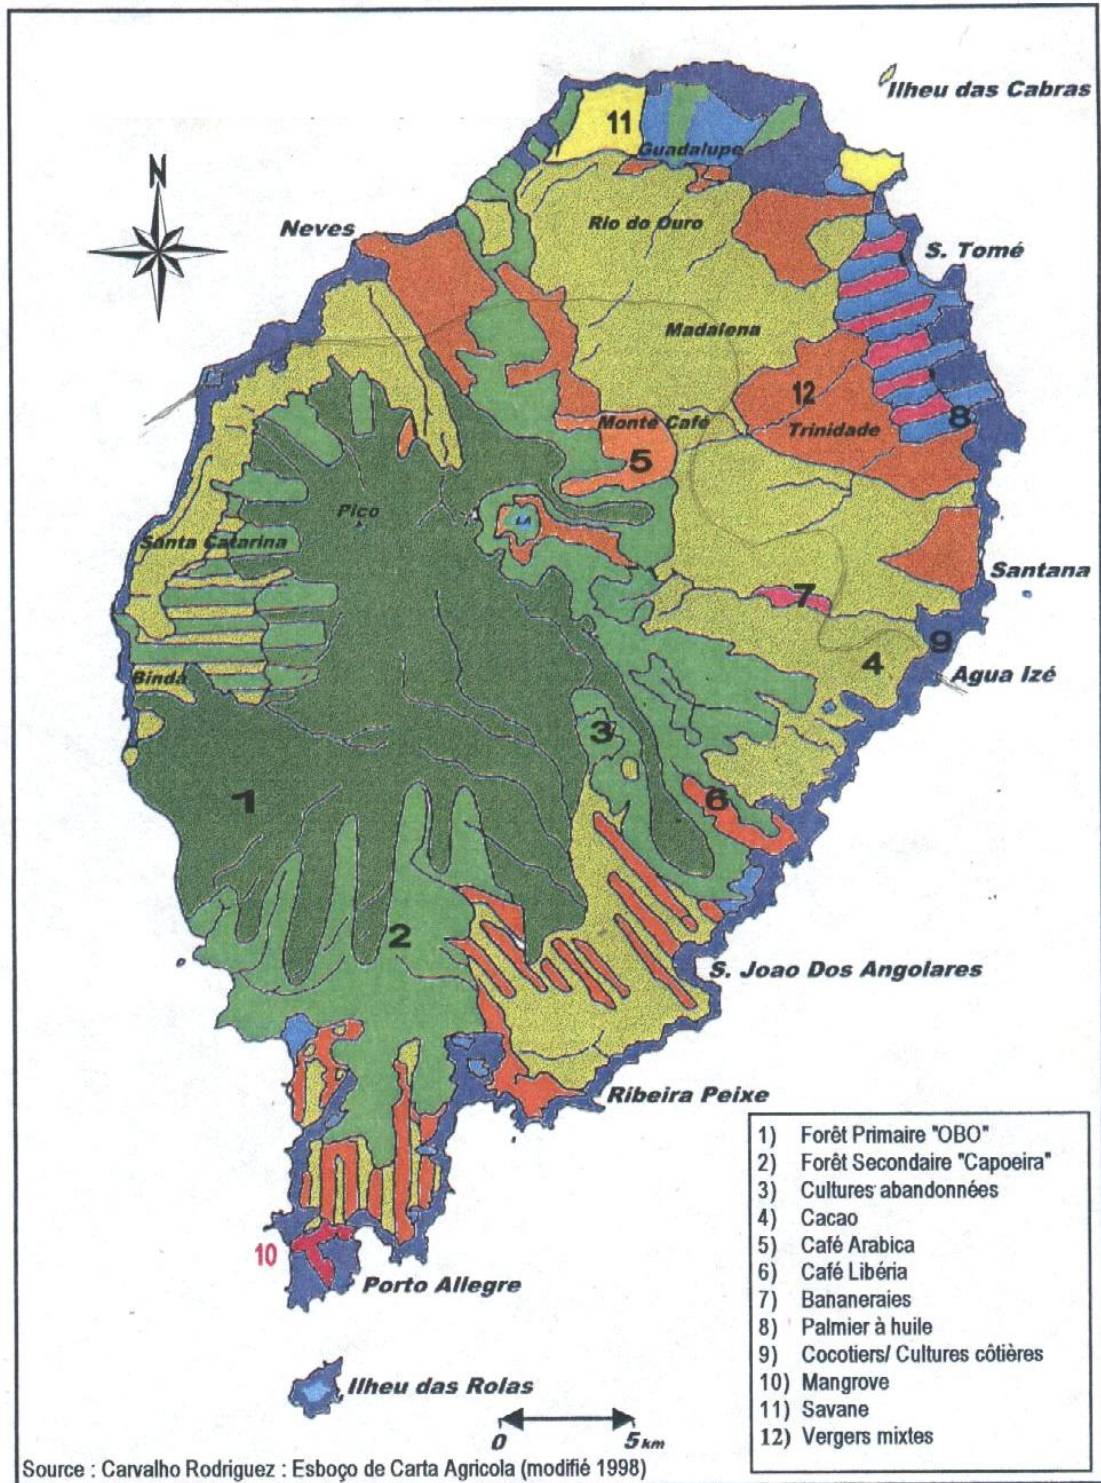 Ilheu das Cabras
11
Guadalupe
N
Neves
Rio do Ouro
S. Tomé
Madalena
12
Monte Café
Trinidade
8
5
Pico
LA
Santa Catarina
Santana
7
9
4
Binda
Agua Izé
3
1
6
2
S. Joao Dos Angolares
Ribeira Peixe
10
Porto Allegre
Ilheu das Rolas
0 5 km
1) Forêt Primaire "OBO"
2) Forêt Secondaire "Capoeira"
3) Cultures abandonnées
4) Cacao
5) Café Arabica
6) Café Libéria
7) Bananeraies
8) Palmier à huile
9) Cocotiers/ Cultures côtières
10) Mangrove
11) Savane
12) Vergers mixtes
Source : Carvalho Rodriguez : Esboço de Carta Agricola (modifié 1998)